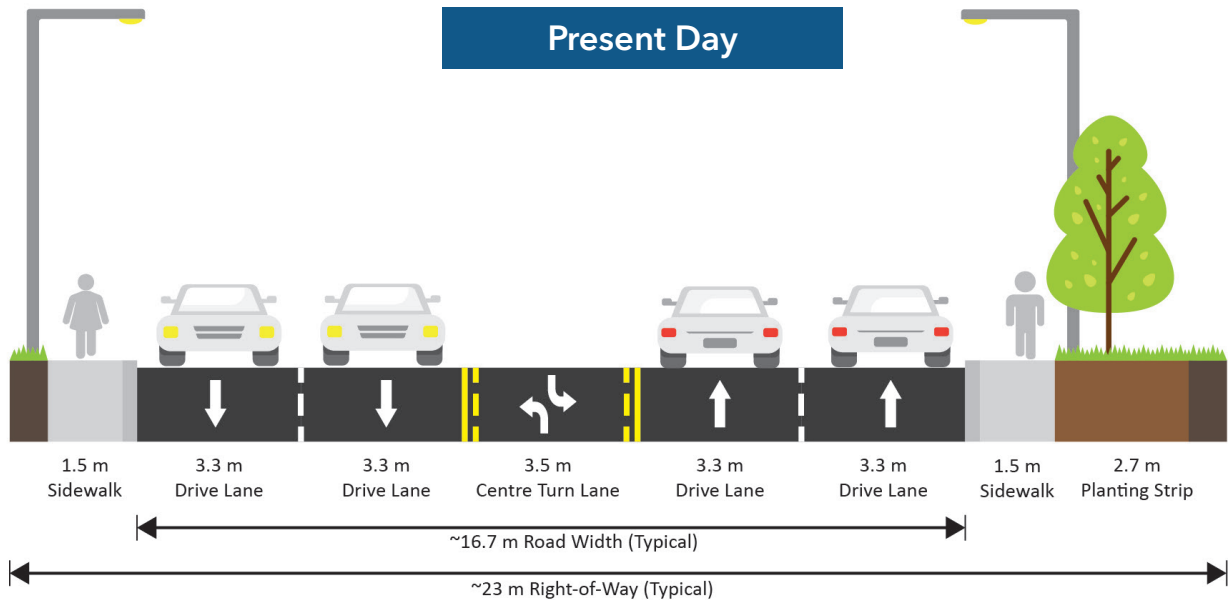 Present Day
1.5 m
Sidewalk
3.3 m
Drive Lane
3.3 m
Drive Lane
3.5 m
Centre Turn Lane
3.3 m
Drive Lane
3.3 m
Drive Lane
1.5 m
Sidewalk
2.7 m
Planting Strip
~16.7 m Road Width (Typical)
~23 m Right-of-Way (Typical)